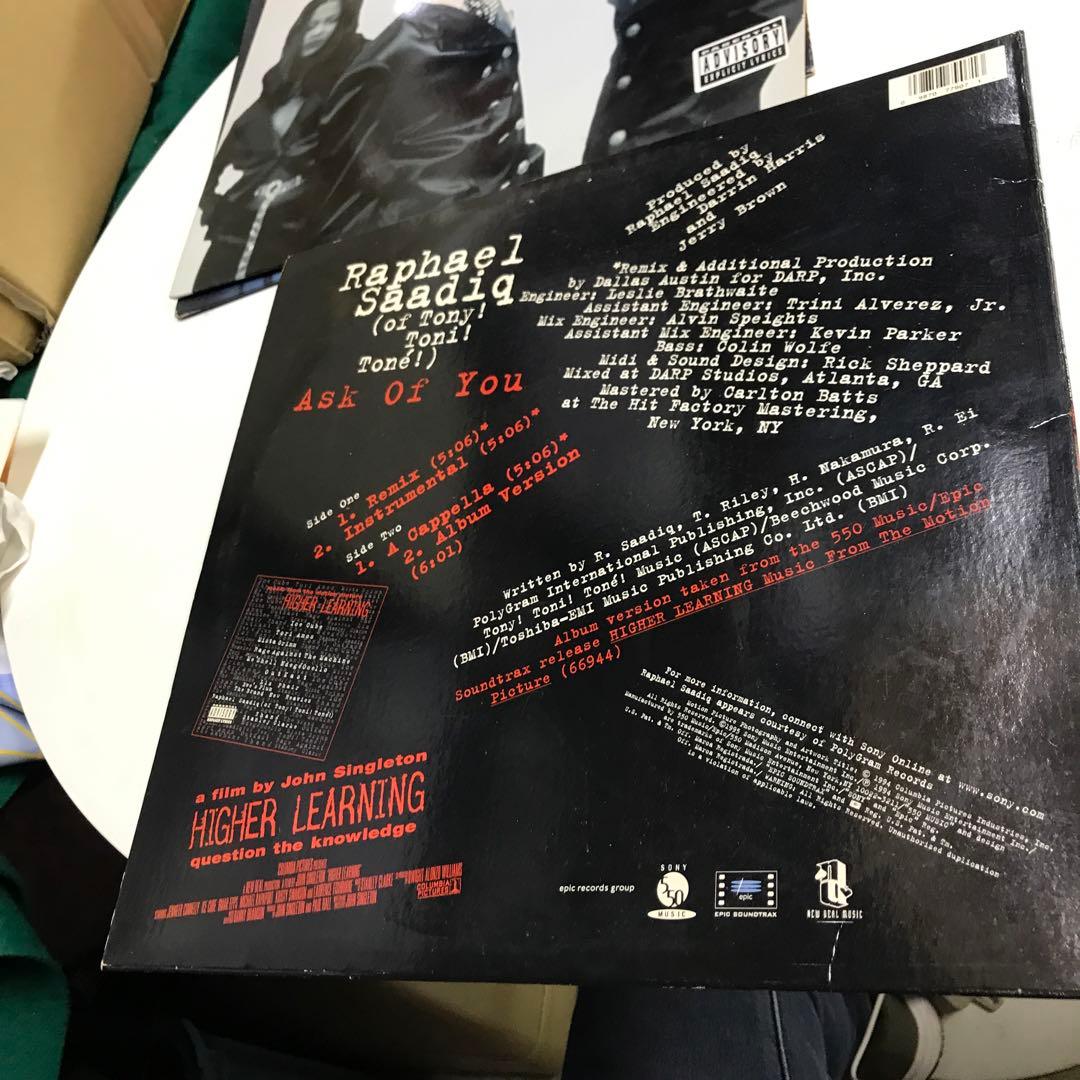 PARENTAL
ADVISORY
EXPLICIT LYRICS
Produced by
Raphael Saadiq
Engineered by
Darrin Harris
and
Jerry Brown
Raphael
Saadiq
(of Tony!
Toni!
Toné!)
Ask Of You
*Remix & Additional Production
by Dallas Austin for DARP, Inc.
Engineer: Leslie Brathwaite
Assistant Engineer: Trini Alverez, Jr.
Mix Engineer: Alvin Speights
Assistant Mix Engineer: Kevin Parker
Bass: Colin Wolfe
Midi & Sound Design: Rick Sheppard
Mixed at DARP Studios, Atlanta, GA
Mastered by Carlton Batts
at The Hit Factory Mastering,
New York, NY
Side One
1. Remix (5:06)*
2. Instrumental (5:06)*
Side Two
1. A Cappella (5:06)*
2. Album Version
(6:01)
Written by R. Saadiq, T. Riley, H. Nakamura, R. Ei
PolyGram International Publishing, Inc. (ASCAP)/
Tony! Toni! Toné! Music (ASCAP)/Beechwood Music Corp.
(BMI)/Toshiba-EMI Music Publishing Co. Ltd. (BMI)
Album version taken from the 550 Music/Epic
Soundtrax release HIGHER LEARNING Music From The Motion
Picture (66944)
HIGHER LEARNING
Ice Cube
Tori Amos
OutKast
For more information, connect with Sony Online at www.sony.com
Raphael Saadiq appears courtesy of PolyGram Records
a film by John Singleton
HIGHER LEARNING
question the knowledge
COLUMBIA
PICTURES
epic records group
SONY
550
MUSIC
epic
EPIC SOUNDTRAX
NEW DEAL MUSIC